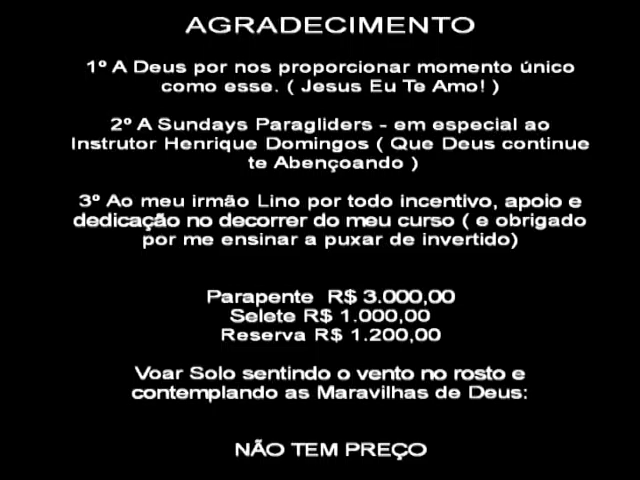 AGRADECIMENTO
1º A Deus por nos proporcionar momento único
como esse. ( Jesus Eu Te Amo! )
2º A Sundays Paragliders - em especial ao
Instrutor Henrique Domingos ( Que Deus continue
te Abençoando )
3º Ao meu irmão Lino por todo incentivo, apoio e
dedicação no decorrer do meu curso ( e obrigado
por me ensinar a puxar de invertido)
Parapente R$ 3.000,00
Selete R$ 1.000,00
Reserva R$ 1.200,00
Voar Solo sentindo o vento no rosto e
contemplando as Maravilhas de Deus:
NÃO TEM PREÇO